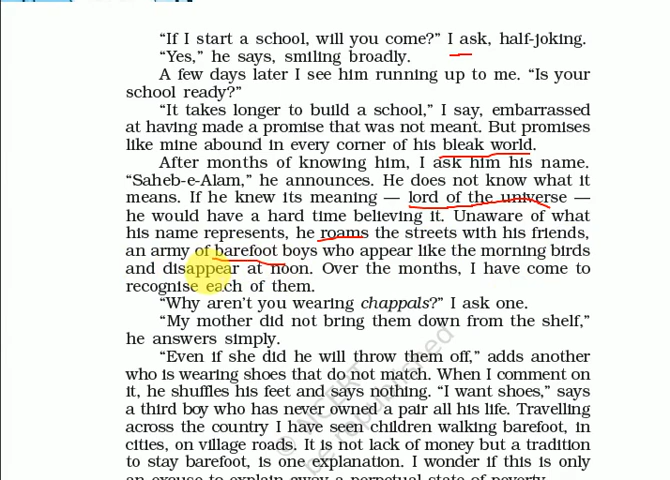 “If I start a school, will you come?” I ask, half-joking.
“Yes,” he says, smiling broadly.
A few days later I see him running up to me. “Is your
school ready?”
“It takes longer to build a school,” I say, embarrassed
at having made a promise that was not meant. But promises
like mine abound in every corner of his bleak world.
After months of knowing him, I ask him his name.
“Saheb-e-Alam,” he announces. He does not know what it
means. If he knew its meaning — lord of the universe —
he would have a hard time believing it. Unaware of what
his name represents, he roams the streets with his friends,
an army of barefoot boys who appear like the morning birds
and disappear at noon. Over the months, I have come to
recognise each of them.
“Why aren’t you wearing chappals?” I ask one.
“My mother did not bring them down from the shelf,”
he answers simply.
“Even if she did he will throw them off,” adds another
who is wearing shoes that do not match. When I comment on
it, he shuffles his feet and says nothing. “I want shoes,” says
a third boy who has never owned a pair all his life. Travelling
across the country I have seen children walking barefoot, in
cities, on village roads. It is not lack of money but a tradition
to stay barefoot, is one explanation. I wonder if this is only
an excuse to explain away a perpetual state of poverty.
© NCERT
be republished